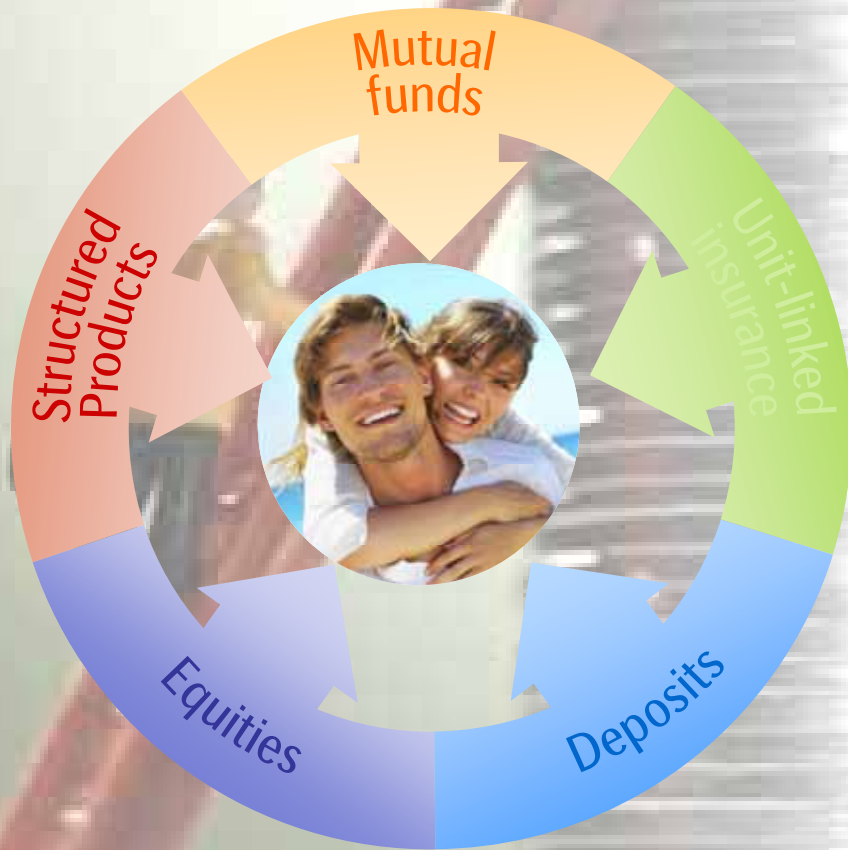 Mutual
funds
Unit-linked
insurance
Deposits
Equities
Structured
Products